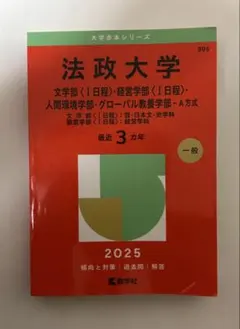 大学赤本シリーズ
法政大学
文学部〈Ⅰ日程〉・経営学部〈Ⅰ日程〉・
人間環境学部・グローバル教養学部-A方式
最近3カ年
一般
2025
傾向と対策｜過去問｜解答
教学社